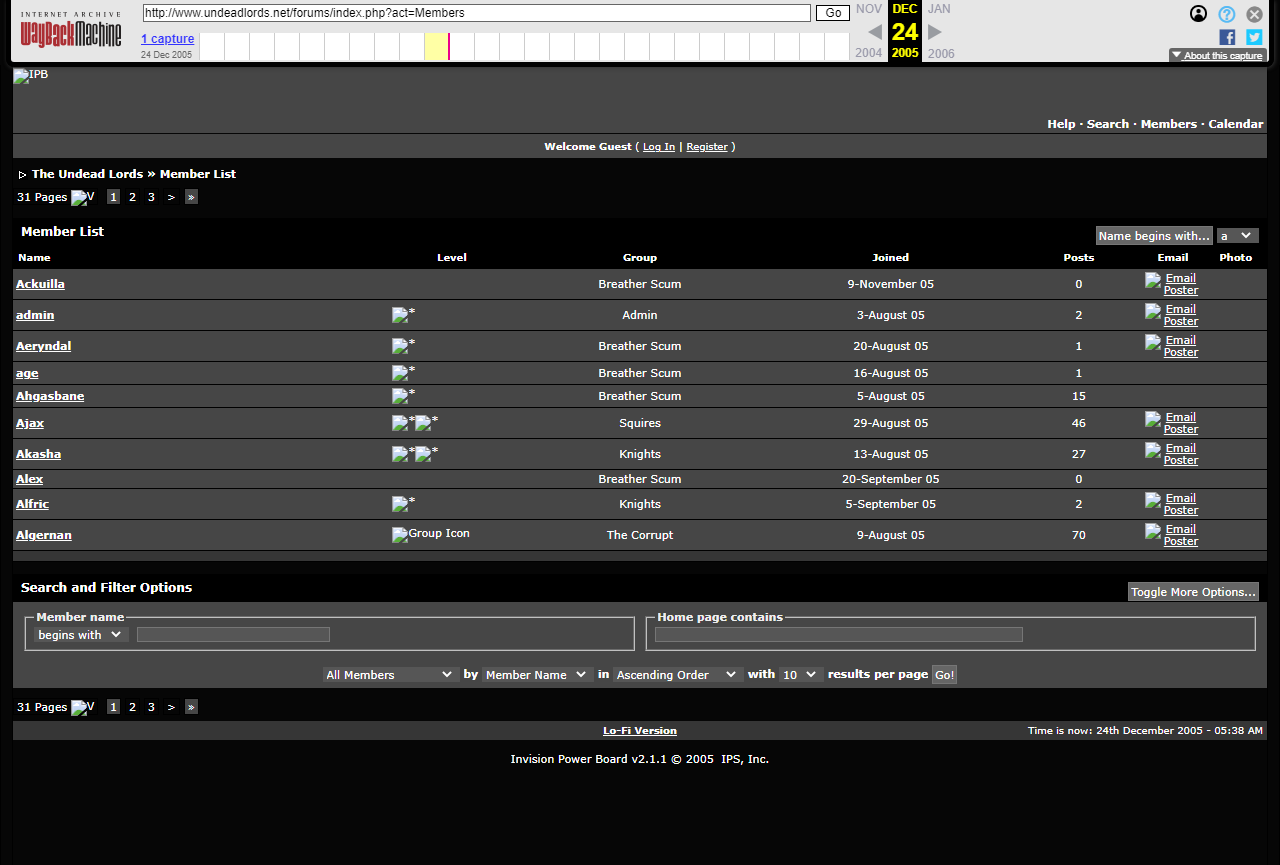 INTERNET ARCHIVE
WayBackMachine
http://www.undeadlords.net/forums/index.php?act=Members
Go
NOV DEC JAN
1 capture
24
24 Dec 2005
2004 2005 2006
About this capture
IPB
Help · Search · Members · Calendar
Welcome Guest ( Log In | Register )
The Undead Lords » Member List
31 Pages V 1 2 3 > »
Member List
Name begins with... a
Name Level Group Joined Posts Email Photo
Ackuilla Breather Scum 9-November 05 0 Email Poster
admin * Admin 3-August 05 2 Email Poster
Aeryndal * Breather Scum 20-August 05 1 Email Poster
age * Breather Scum 16-August 05 1
Ahgasbane * Breather Scum 5-August 05 15
Ajax ** Squires 29-August 05 46 Email Poster
Akasha ** Knights 13-August 05 27 Email Poster
Alex Breather Scum 20-September 05 0
Alfric * Knights 5-September 05 2 Email Poster
Algernan Group Icon The Corrupt 9-August 05 70 Email Poster
Search and Filter Options
Toggle More Options...
Member name Home page contains
begins with
All Members by Member Name in Ascending Order with 10 results per page Go!
31 Pages V 1 2 3 > »
Lo-Fi Version Time is now: 24th December 2005 - 05:38 AM
Invision Power Board v2.1.1 © 2005 IPS, Inc.